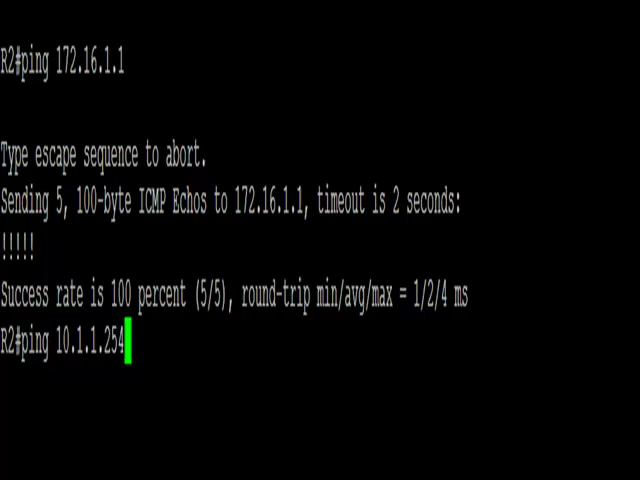 R2#ping 172.16.1.1
Type escape sequence to abort.
Sending 5, 100-byte ICMP Echos to 172.16.1.1, timeout is 2 seconds:
!!!!!
Success rate is 100 percent (5/5), round-trip min/avg/max = 1/2/4 ms
R2#ping 10.1.1.254